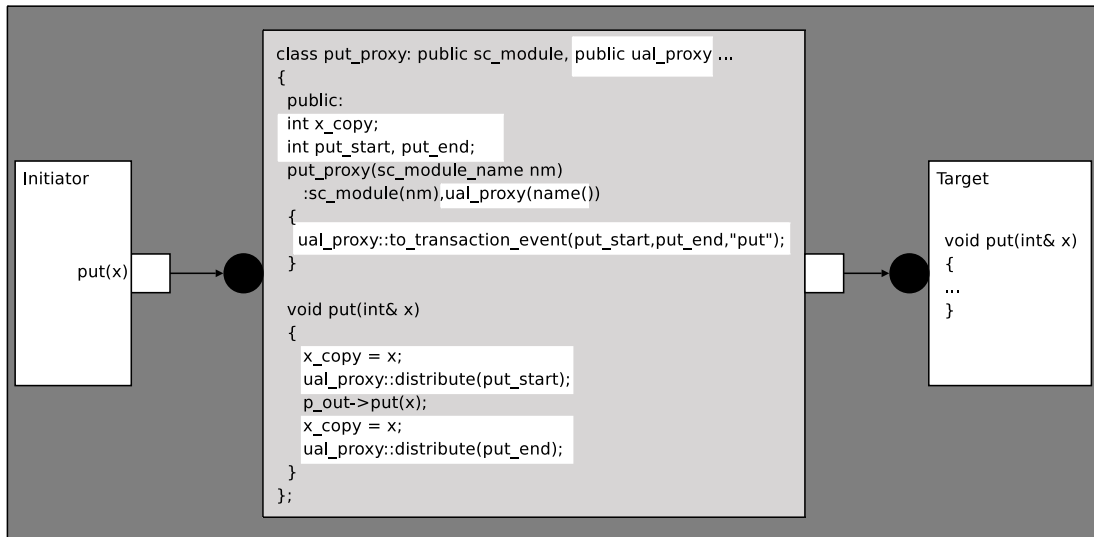 class put_proxy: public sc_module, public ual_proxy ...
{
public:
int x_copy;
int put_start, put_end;
put_proxy(sc_module_name nm)
:sc_module(nm),ual_proxy(name())
{
ual_proxy::to_transaction_event(put_start,put_end,"put");
}
void put(int& x)
{
x_copy = x;
ual_proxy::distribute(put_start);
p_out->put(x);
x_copy = x;
ual_proxy::distribute(put_end);
}
};
Initiator
put(x)
Target
void put(int& x)
{
...
}